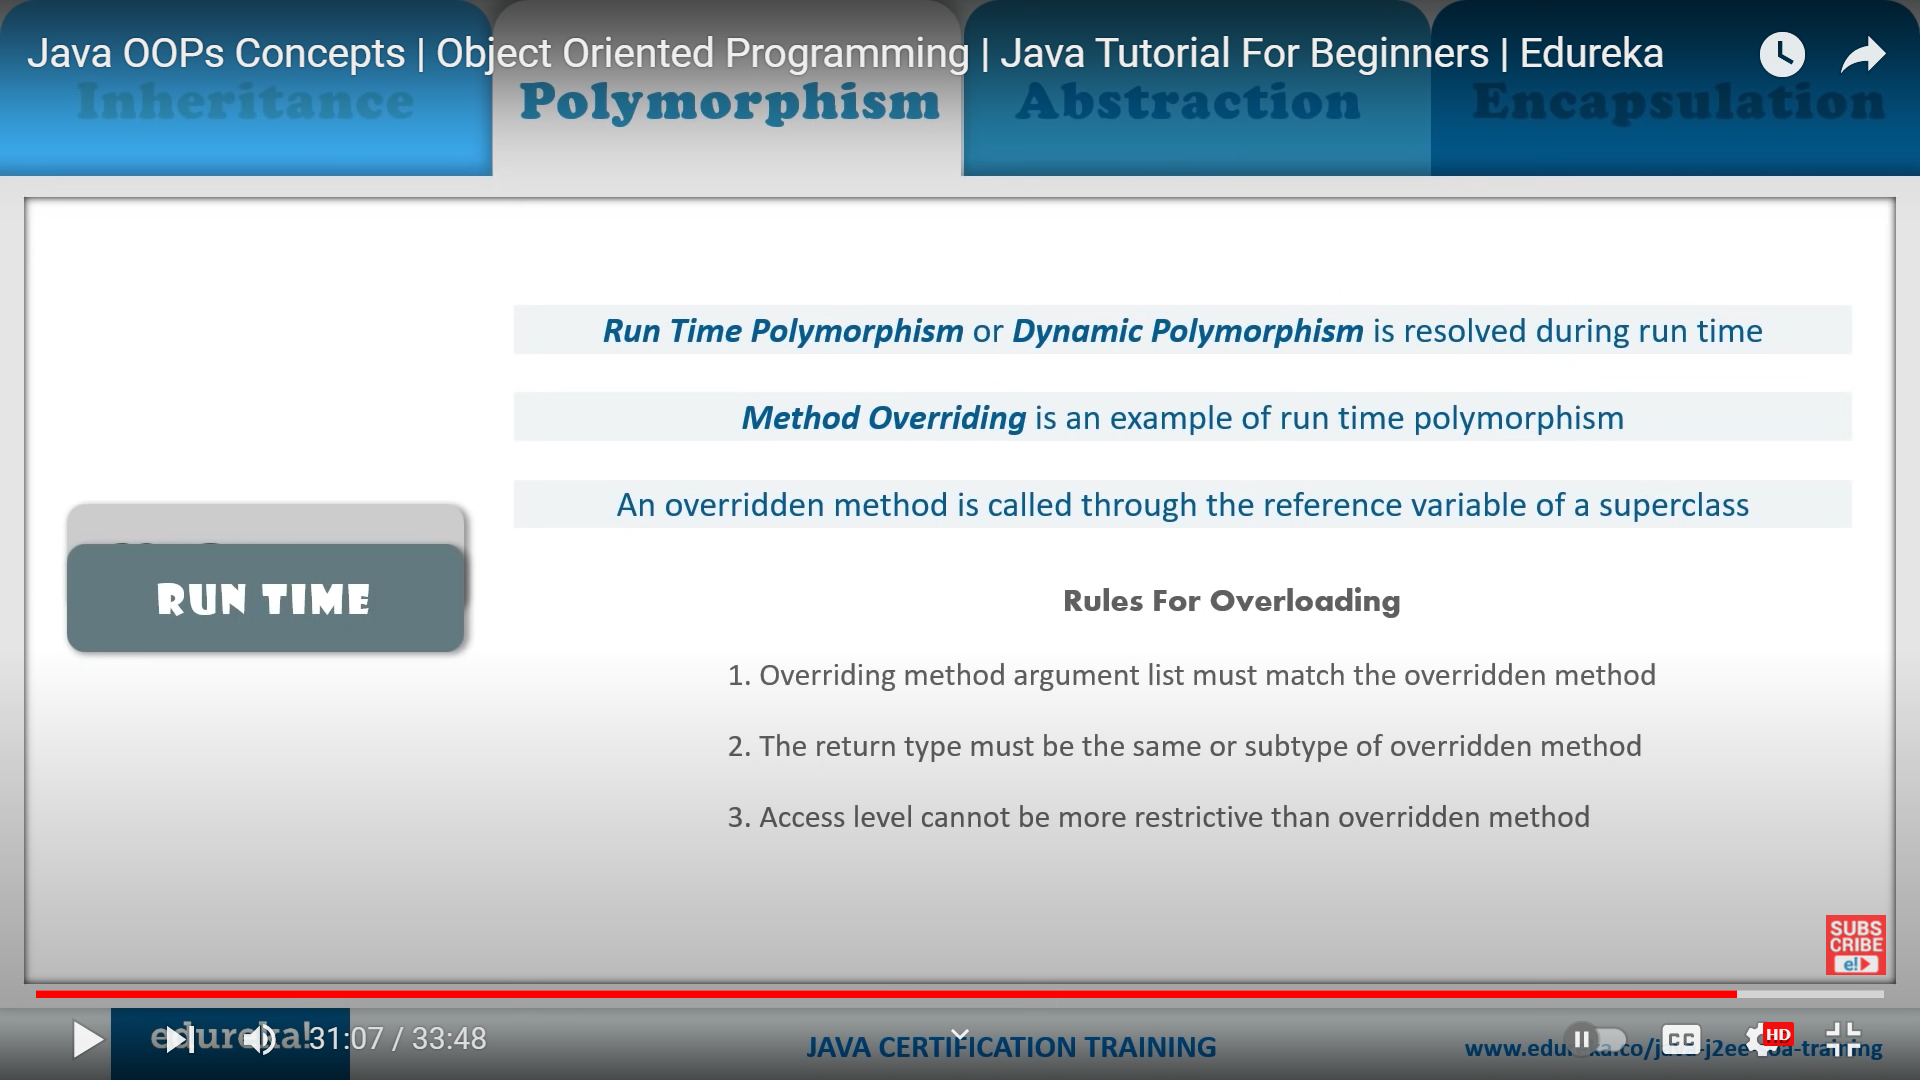 Java OOPs Concepts | Object Oriented Programming | Java Tutorial For Beginners | Edureka
Inheritance
Polymorphism
Abstraction
Encapsulation
Run Time Polymorphism or Dynamic Polymorphism is resolved during run time
Method Overriding is an example of run time polymorphism
An overridden method is called through the reference variable of a superclass
RUN TIME
Rules For Overloading
1. Overriding method argument list must match the overridden method
2. The return type must be the same or subtype of overridden method
3. Access level cannot be more restrictive than overridden method
SUBS
CRIBE
e!
edureka!
31:07 / 33:48
JAVA CERTIFICATION TRAINING
CC
HD